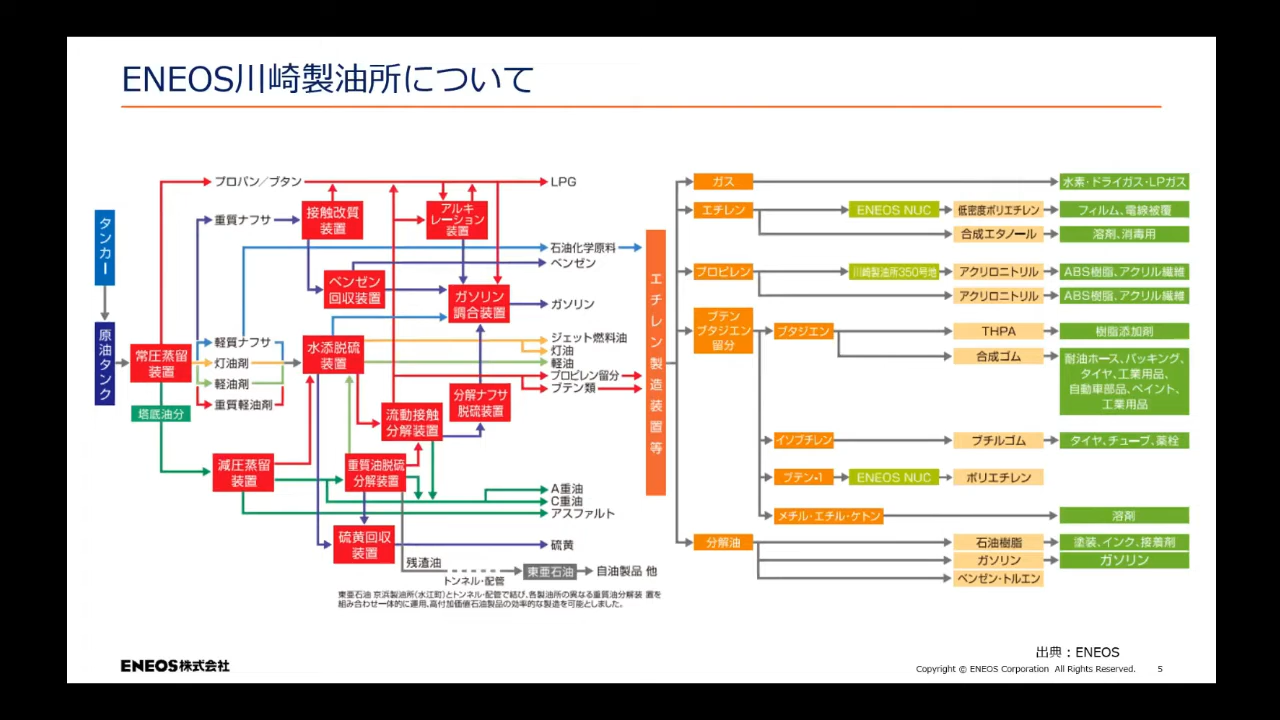 ENEOS川崎製油所について
タンカー
原油タンク
常圧蒸留
装置
塔底油分
プロパン/ブタン
重質ナフサ
軽質ナフサ
灯油剤
軽油剤
重質軽油剤
減圧蒸留
装置
接触改質
装置
ベンゼン
回収装置
水添脱硫
装置
アルキ
レーション
装置
ガソリン
調合装置
分解ナフサ
脱硫装置
流動接触
分解装置
重質油脱硫
分解装置
硫黄回収
装置
LPG
石油化学原料
ベンゼン
ガソリン
ジェット燃料油
灯油
軽油
プロピレン留分
ブテン類
A重油
C重油
アスファルト
硫黄
残渣油
トンネル・配管
東亜石油
自油製品 他
東亜石油 京浜製油所(水江町)とトンネル・配管で結び、各製油所の異なる重質油分解装 置を
組み合わせ一体的に運用、高付加価値石油製品の効率的な製造を可能としました。
エチレン製造装置等
ガス
水素・ドライガス・LPガス
エチレン
ENEOS NUC
低密度ポリエチレン
フィルム、電線被覆
合成エタノール
溶剤、消毒用
プロピレン
川崎製油所350号地
アクリロニトリル
ABS樹脂、アクリル繊維
アクリロニトリル
ABS樹脂、アクリル繊維
ブテン
ブタジエン
留分
ブタジエン
THPA
樹脂添加剤
合成ゴム
耐油ホース、パッキング、
タイヤ、工業用品、
自動車部品、ペイント、
工業用品
イソブチレン
ブチルゴム
タイヤ、チューブ、薬栓
ブテン-1
ENEOS NUC
ポリエチレン
メチル・エチル・ケトン
溶剤
分解油
石油樹脂
塗装、インク、接着剤
ガソリン
ガソリン
ベンゼン・トルエン
出典：ENEOS
ENEOS株式会社
Copyright © ENEOS Corporation All Rights Reserved.
5